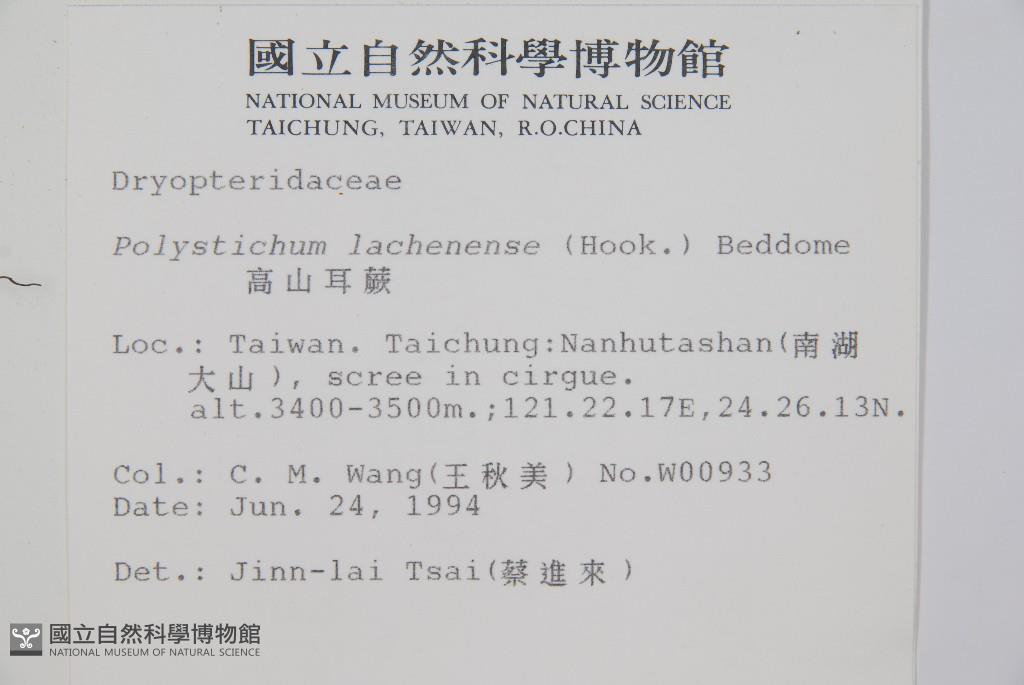 國立自然科學博物館
NATIONAL MUSEUM OF NATURAL SCIENCE
TAICHUNG, TAIWAN, R.O.CHINA
Dryopteridaceae
Polystichum lachenense (Hook.) Beddome
高山耳蕨
Loc.: Taiwan. Taichung:Nanhutashan(南湖
大山), scree in cirgue.
alt.3400-3500m.;121.22.17E,24.26.13N.
Col.: C. M. Wang(王秋美) No.W00933
Date: Jun. 24, 1994
Det.: Jinn-lai Tsai(蔡進來)
國立自然科學博物館
NATIONAL MUSEUM OF NATURAL SCIENCE